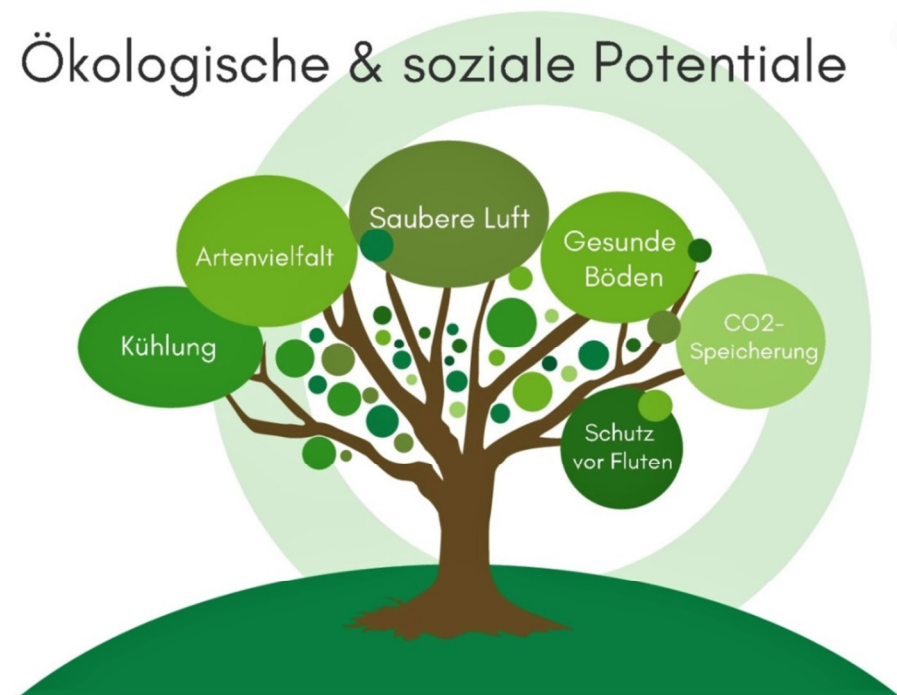 Ökologische & soziale Potentiale
Saubere Luft
Artenvielfalt
Gesunde
Böden
Kühlung
CO2-
Speicherung
Schutz
vor Fluten